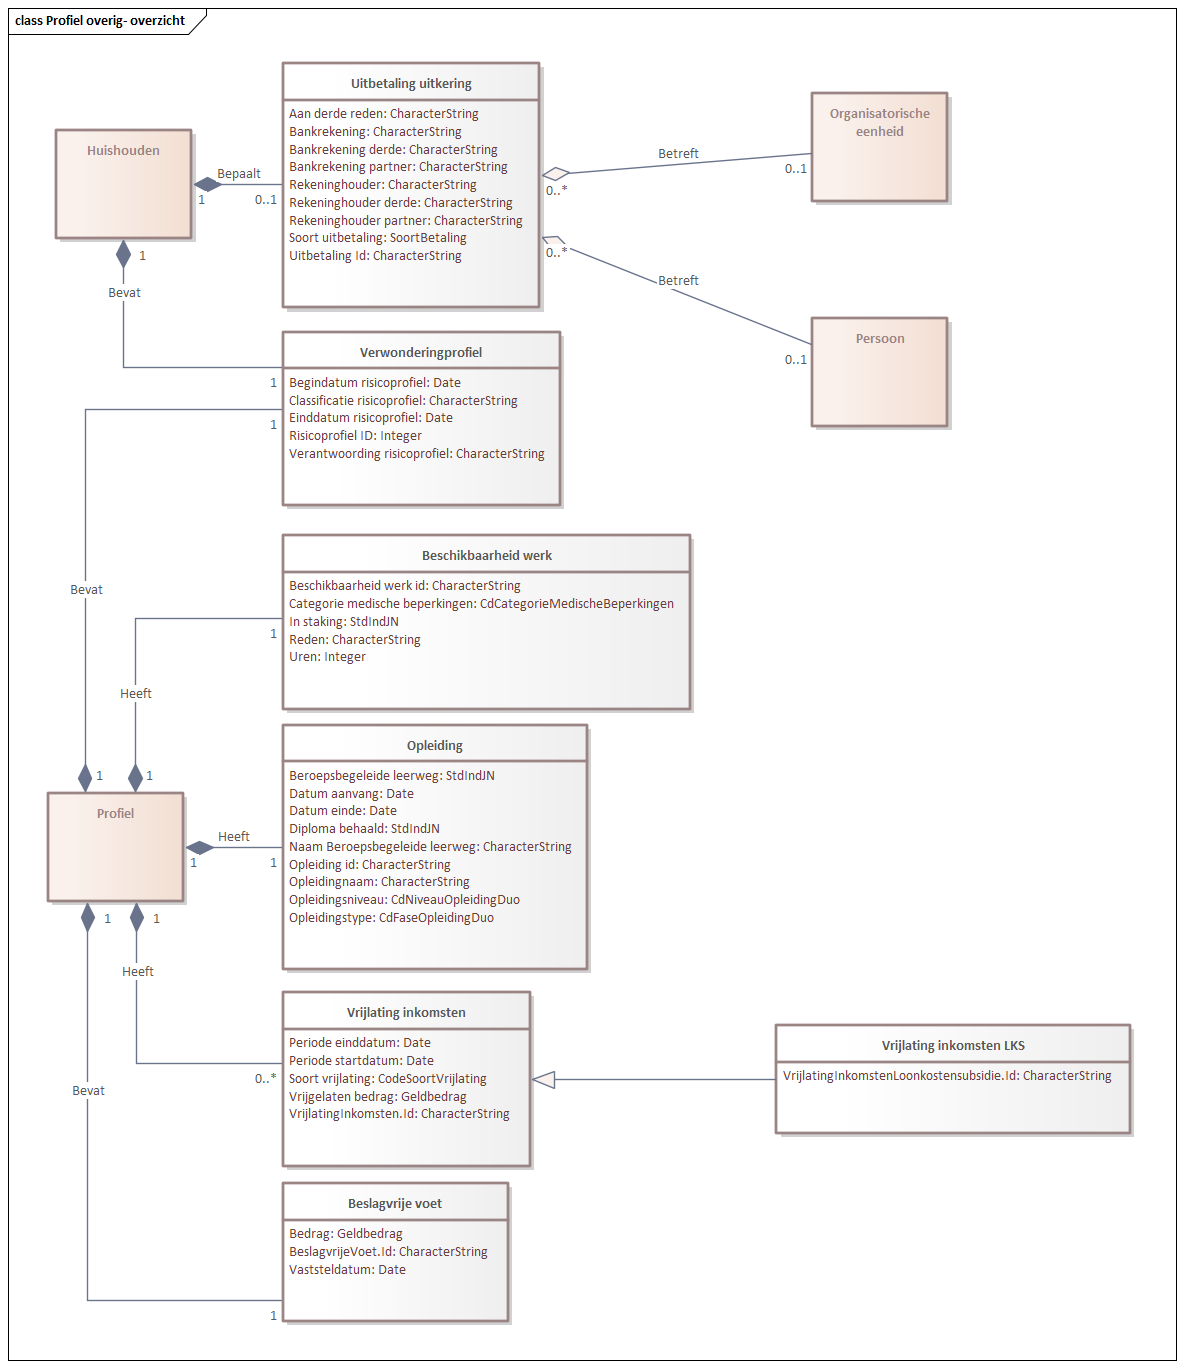 class Profiel overig- overzicht
Uitbetaling uitkering
Aan derde reden: CharacterString
Bankrekening: CharacterString
Bankrekening derde: CharacterString
Bankrekening partner: CharacterString
Rekeninghouder: CharacterString
Rekeninghouder derde: CharacterString
Rekeninghouder partner: CharacterString
Soort uitbetaling: SoortBetaling
Uitbetaling Id: CharacterString
Organisatorische
eenheid
Huishouden
Bepaalt
1
0..1
Betreft
0..*
0..1
0..*
Betreft
0..1
Persoon
1
Bevat
1
Verwonderingprofiel
Begindatum risicoprofiel: Date
Classificatie risicoprofiel: CharacterString
Einddatum risicoprofiel: Date
Risicoprofiel ID: Integer
Verantwoording risicoprofiel: CharacterString
1
Bevat
1
Beschikbaarheid werk
Beschikbaarheid werk id: CharacterString
Categorie medische beperkingen: CdCategorieMedischeBeperkingen
In staking: StdIndJN
Reden: CharacterString
Uren: Integer
1
Heeft
1
Opleiding
Beroepsbegeleide leerweg: StdIndJN
Datum aanvang: Date
Datum einde: Date
Diploma behaald: StdIndJN
Naam Beroepsbegeleide leerweg: CharacterString
Opleiding id: CharacterString
Opleidingnaam: CharacterString
Opleidingsniveau: CdNiveauOpleidingDuo
Opleidingstype: CdFaseOpleidingDuo
Profiel
Heeft
1
1
1
1
Heeft
0..*
Vrijlating inkomsten
Periode einddatum: Date
Periode startdatum: Date
Soort vrijlating: CodeSoortVrijlating
Vrijgelaten bedrag: Geldbedrag
VrijlatingInkomsten.Id: CharacterString
Vrijlating inkomsten LKS
VrijlatingInkomstenLoonkostensubsidie.Id: CharacterString
Bevat
1
Beslagvrije voet
Bedrag: Geldbedrag
BeslagvrijeVoet.Id: CharacterString
Vaststeldatum: Date